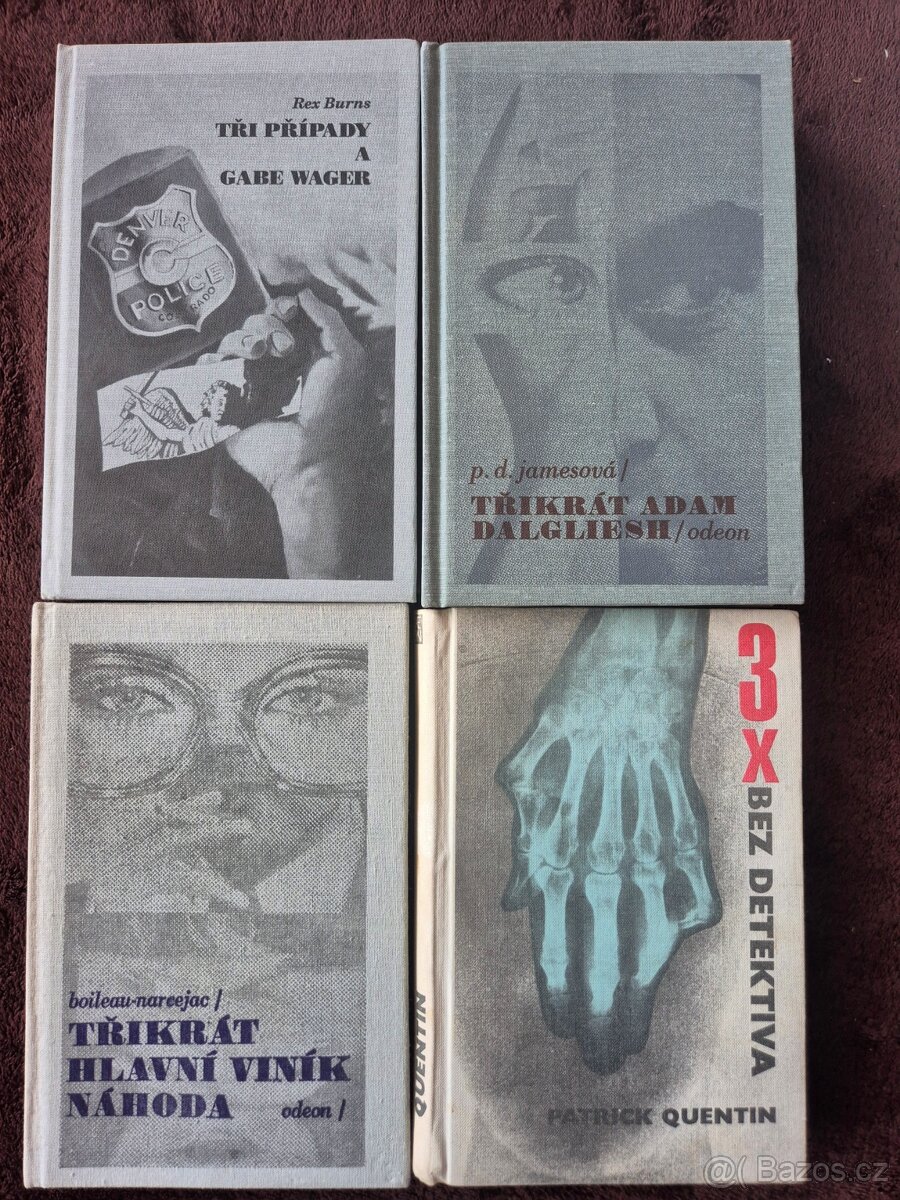 Rex Burns
TŘI PŘÍPADY
A
GABE WAGER
DENVER
POLICE
COLORADO
p. d. jamesová /
TŘIKRÁT ADAM
DALGLIESH / odeon
boileau-narcejac /
TŘIKRÁT
HLAVNÍ VINÍK
NÁHODA odeon /
3
x
BEZ DETEKTIVA
PATRICK QUENTIN
QUENTIN
@( Bazos.cz